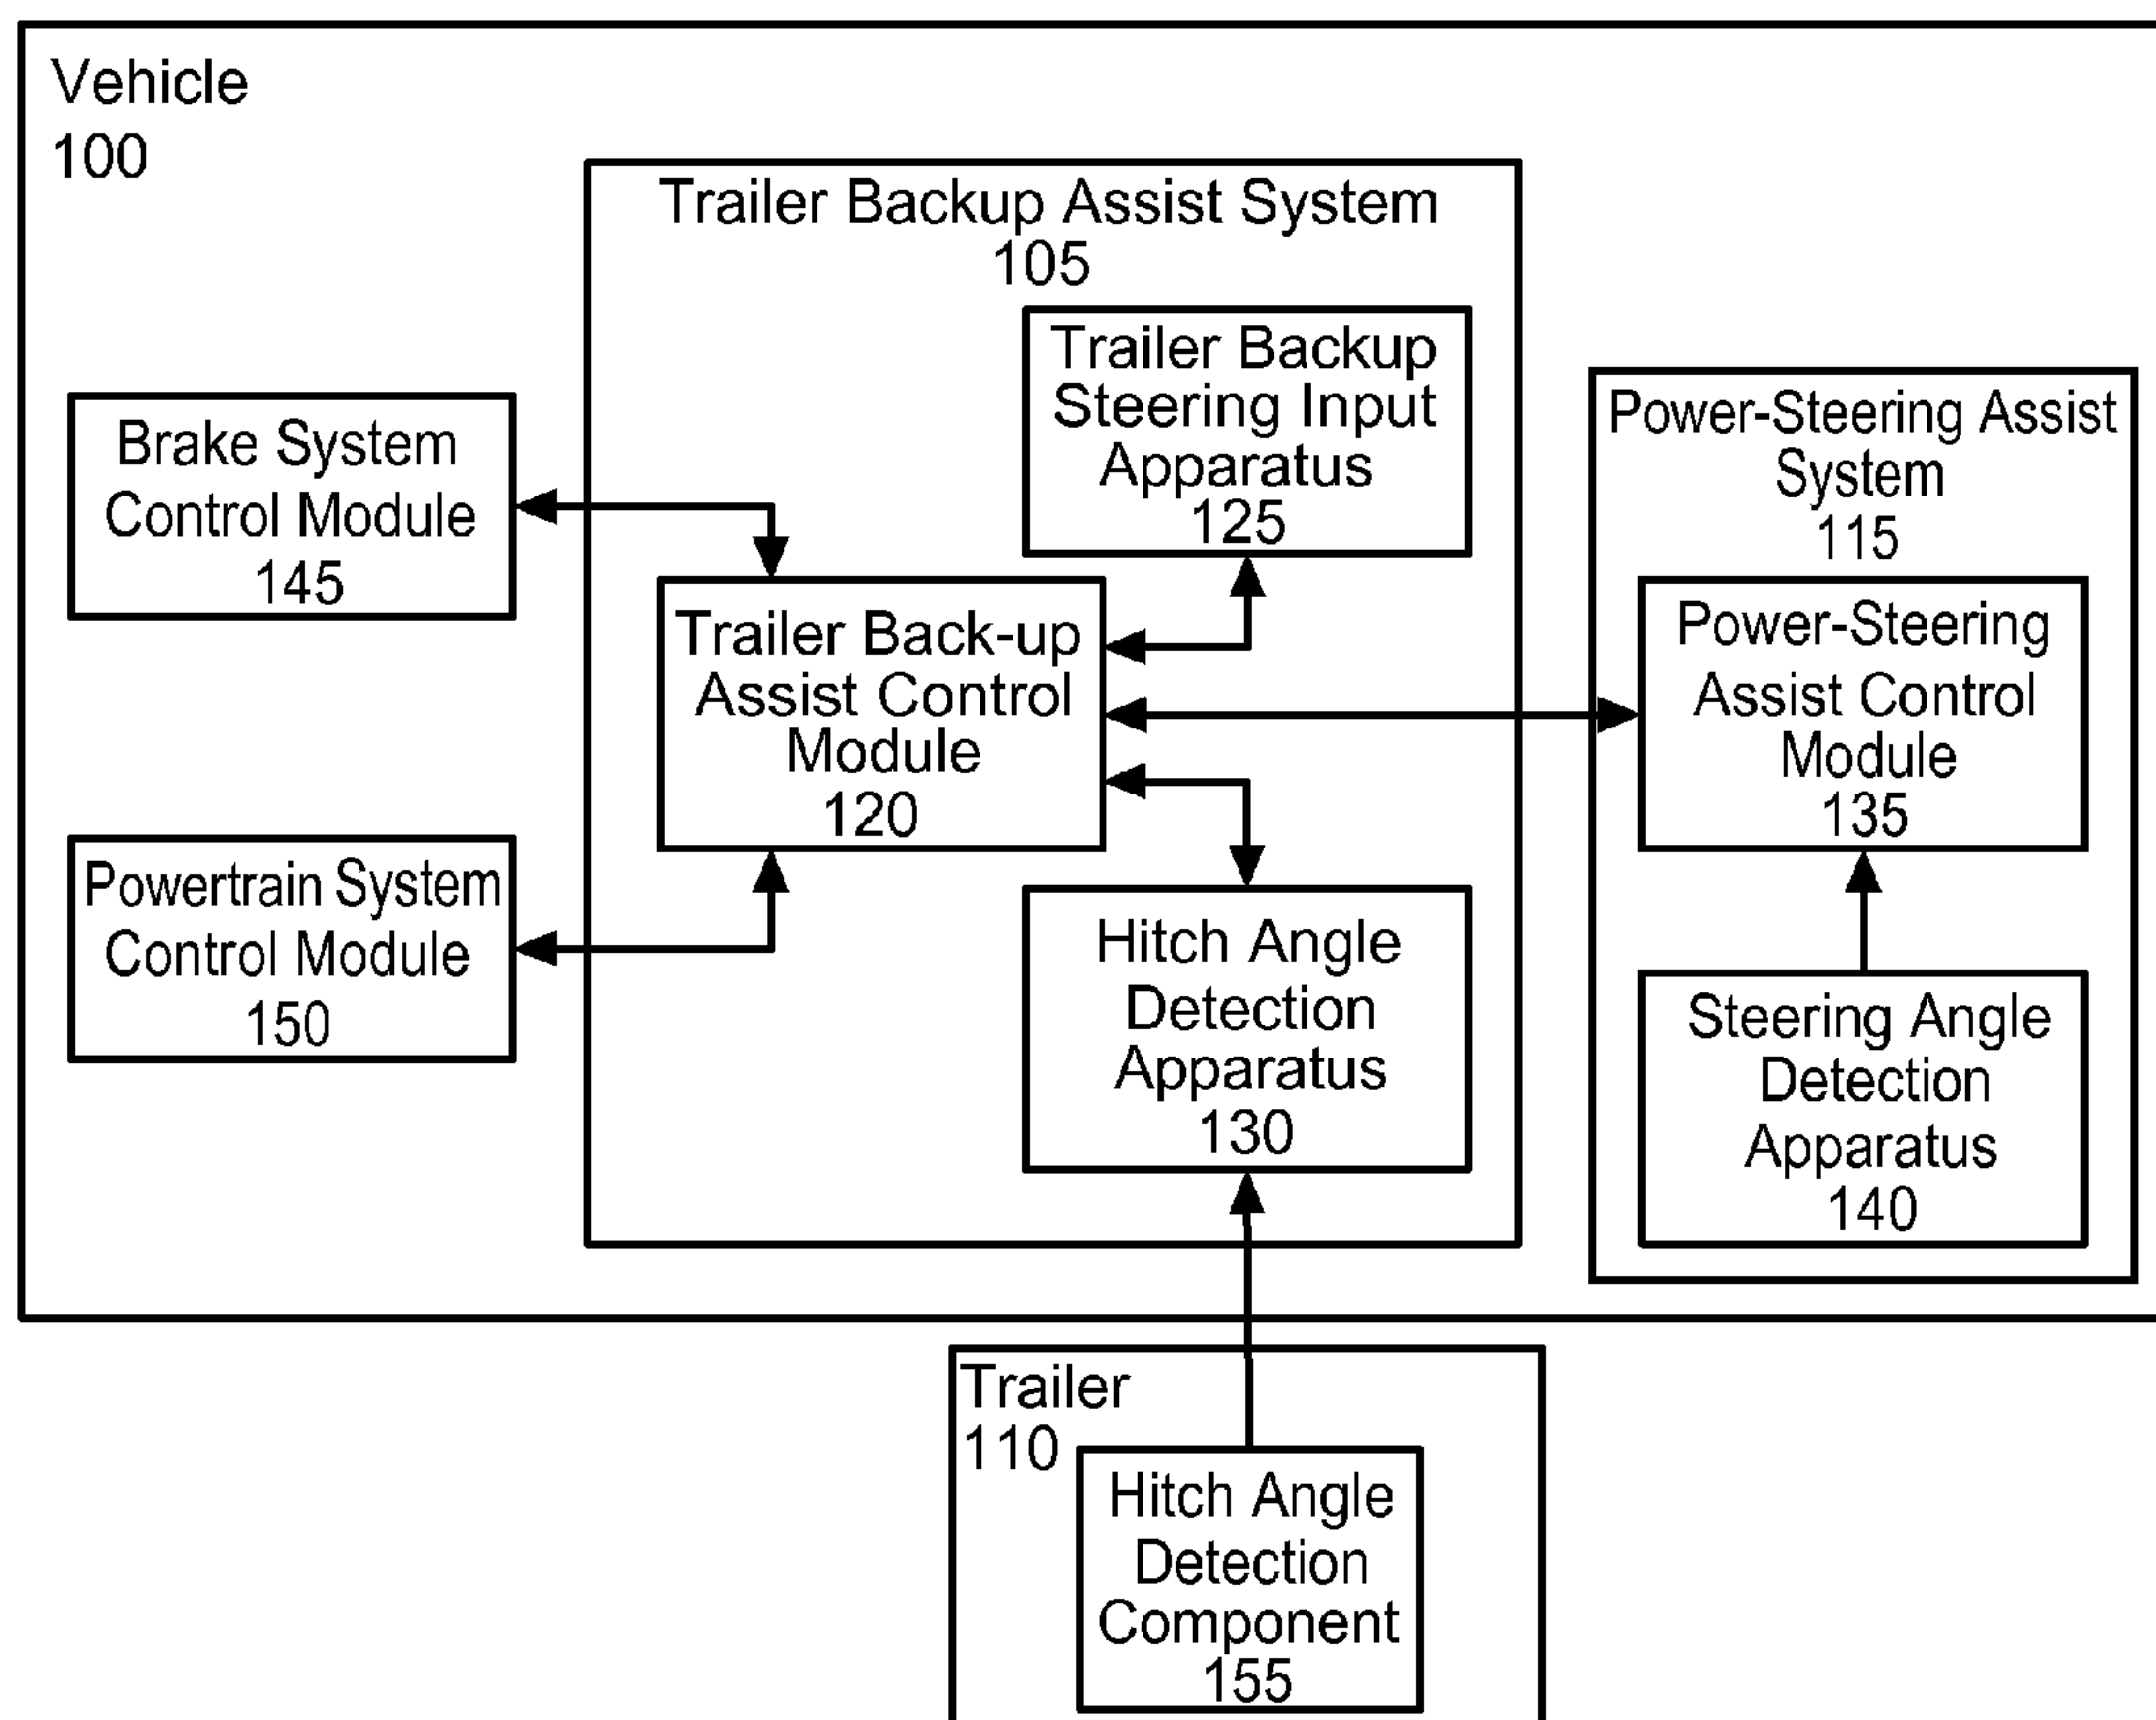 Vehicle
100
Trailer Backup Assist System
105
Trailer Backup
Steering Input
Apparatus
125
Brake System
Control Module
145
Trailer Back-up
Assist Control
Module
120
Power-Steering Assist
System
115
Power-Steering
Assist Control
Module
135
Powertrain System
Control Module
150
Hitch Angle
Detection
Apparatus
130
Steering Angle
Detection
Apparatus
140
Trailer
110
Hitch Angle
Detection
Component
155